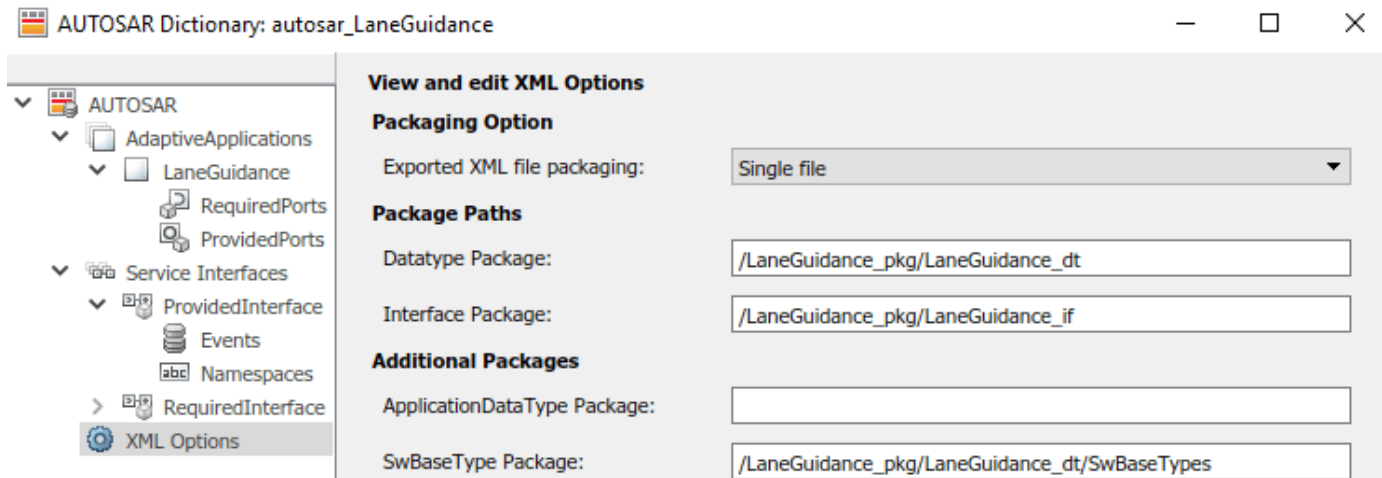 AUTOSAR Dictionary: autosar_LaneGuidance
AUTOSAR
AdaptiveApplications
LaneGuidance
RequiredPorts
ProvidedPorts
Service Interfaces
ProvidedInterface
Events
abc Namespaces
RequiredInterface
XML Options
View and edit XML Options
Packaging Option
Exported XML file packaging: Single file
Package Paths
Datatype Package: /LaneGuidance_pkg/LaneGuidance_dt
Interface Package: /LaneGuidance_pkg/LaneGuidance_if
Additional Packages
ApplicationDataType Package:
SwBaseType Package: /LaneGuidance_pkg/LaneGuidance_dt/SwBaseTypes